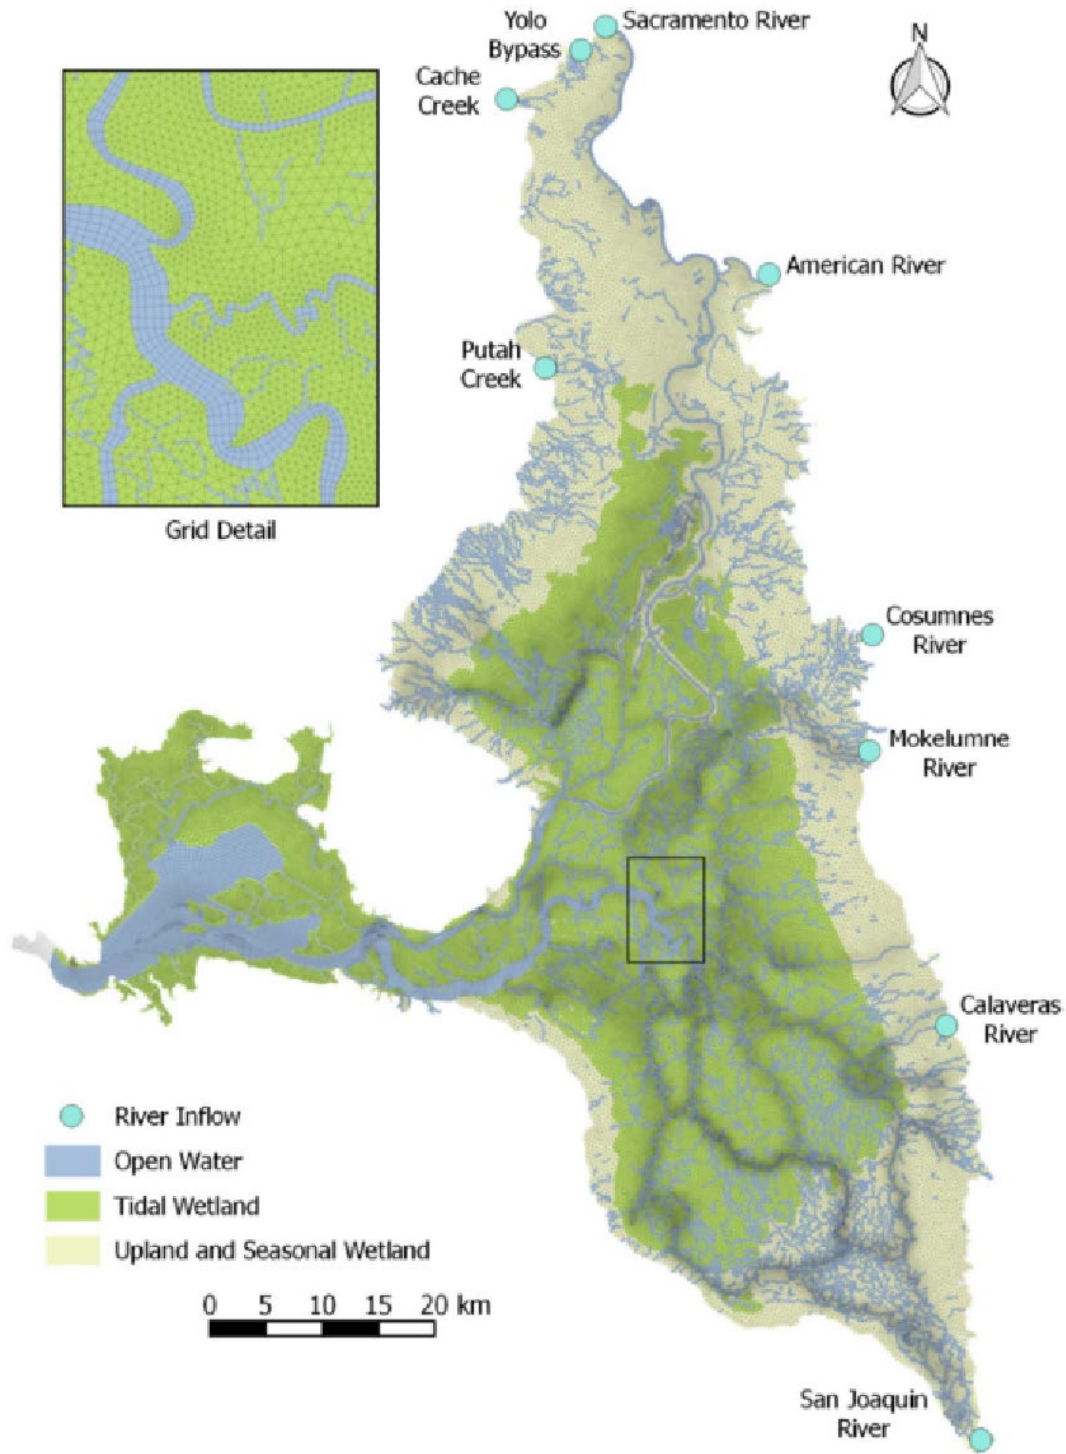 Yolo
Bypass
Sacramento River
Cache
Creek
N
American River
Putah
Creek
Grid Detail
Cosumnes
River
Mokelumne
River
Calaveras
River
River Inflow
Open Water
Tidal Wetland
Upland and Seasonal Wetland
0 5 10 15 20 km
San Joaquin
River